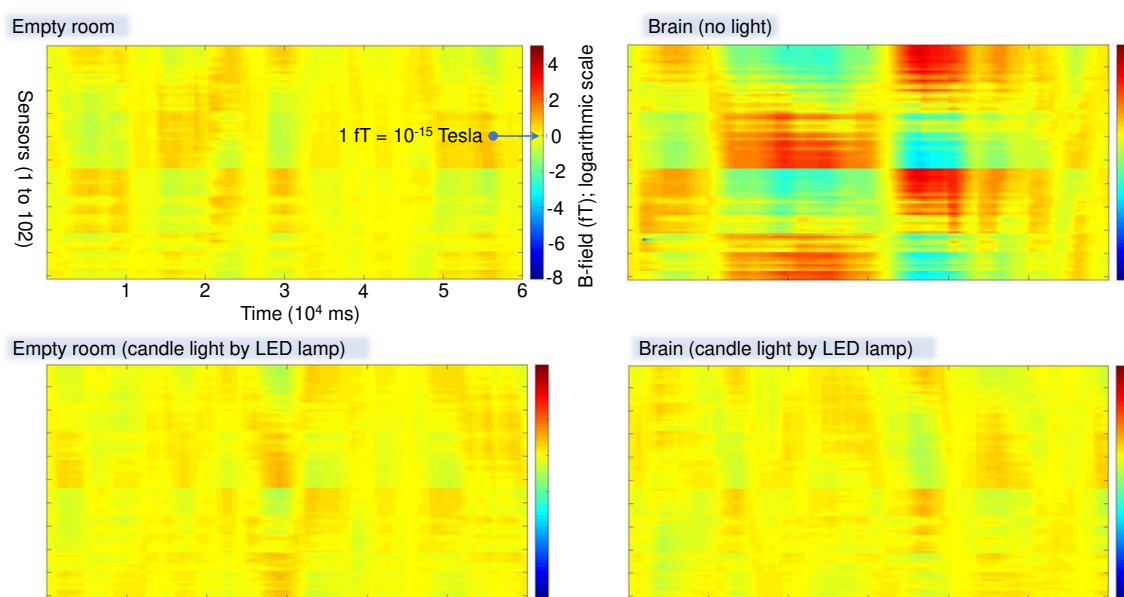 Empty room
Brain (no light)
Sensors (1 to 102)
1 fT = 10⁻¹⁵ Tesla
4
2
0
-2
-4
-6
-8
B-field (fT); logarithmic scale
1 2 3 4 5 6
Time (10⁴ ms)
Empty room (candle light by LED lamp)
Brain (candle light by LED lamp)